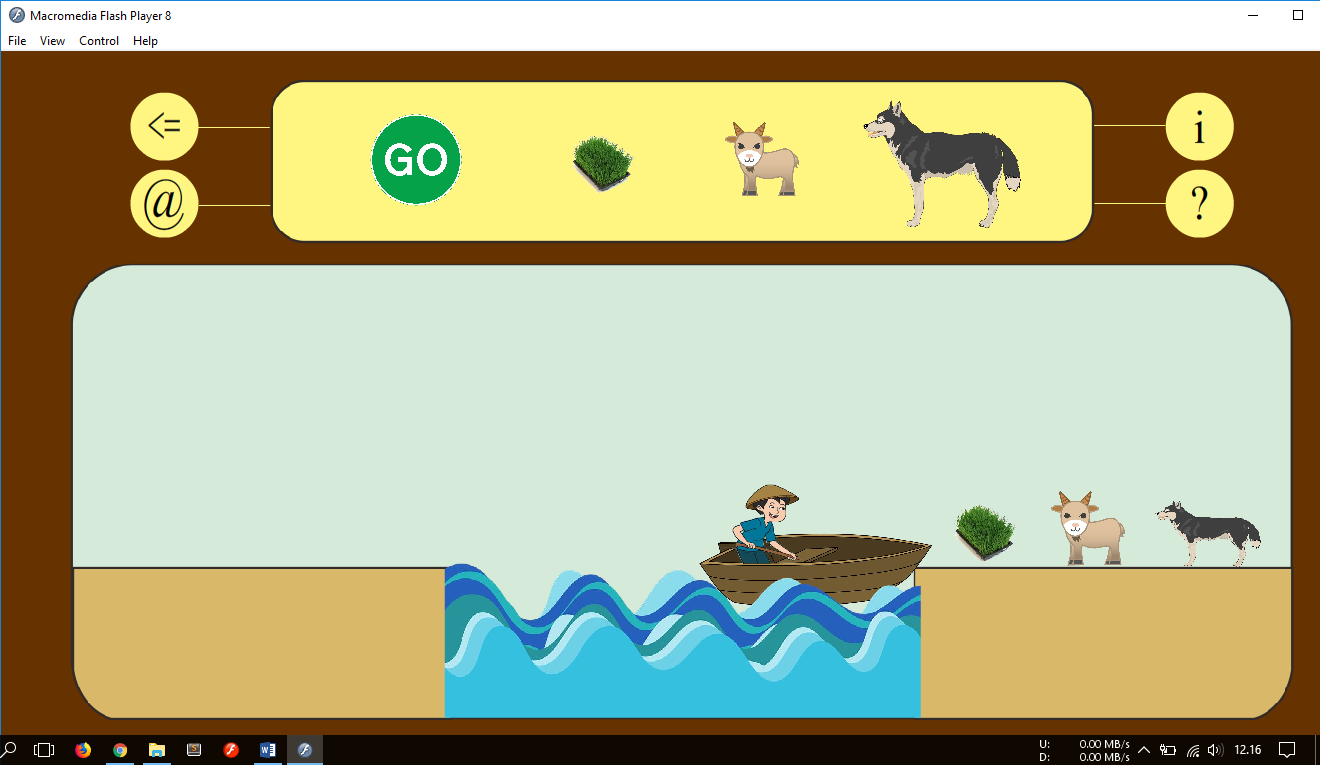 Macromedia Flash Player 8
File View Control Help
<=
GO
i
@
?
U: 0.00 MB/s
D: 0.00 MB/s
12.16